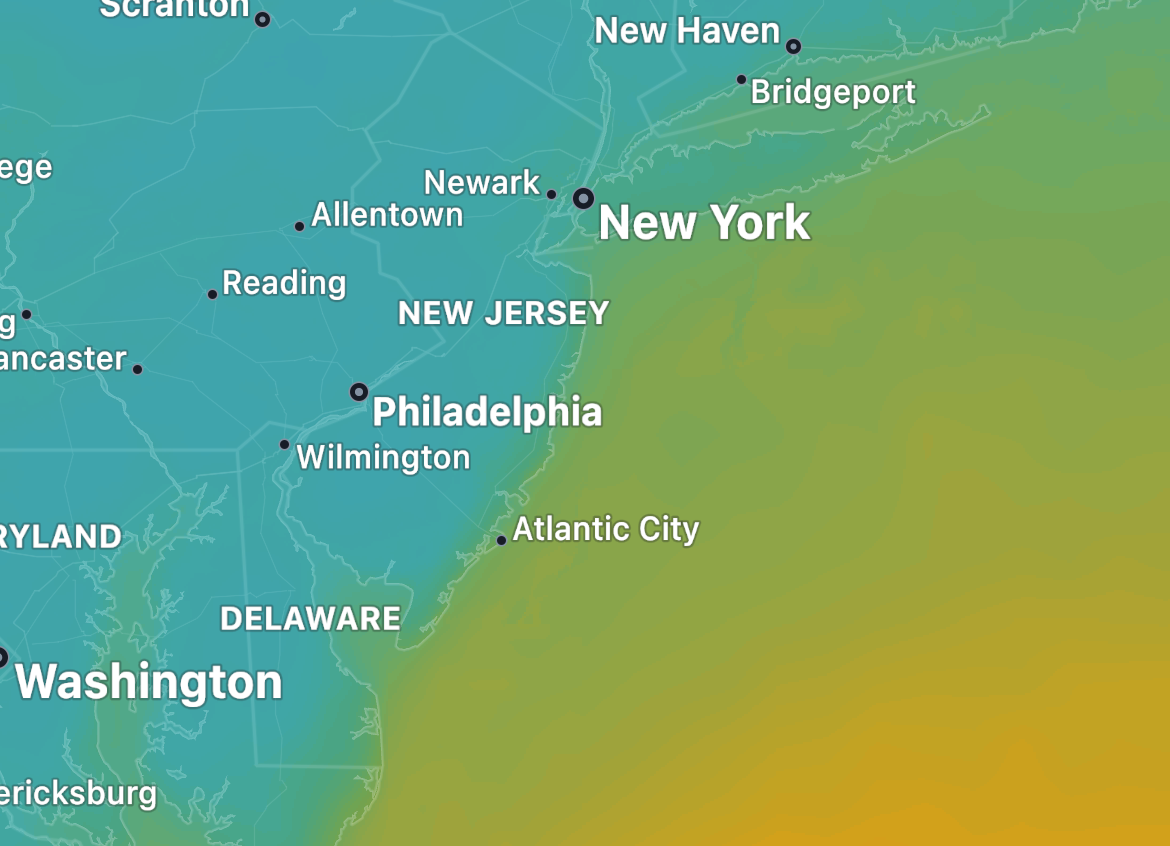 Scranton
New Haven
Bridgeport
ege
Newark
New York
Allentown
Reading
NEW JERSEY
g
ancaster
Philadelphia
Wilmington
Atlantic City
RYLAND
DELAWARE
Washington
ericksburg